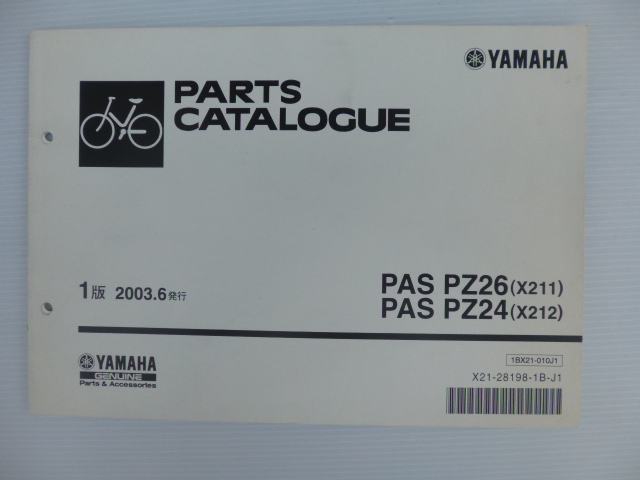 YAMAHA
PARTS
CATALOGUE
1版 2003.6発行
PAS PZ26(X211)
PAS PZ24(X212)
YAMAHA
GENUINE
Parts & Accessories
1BX21-010J1
X21-28198-1B-J1